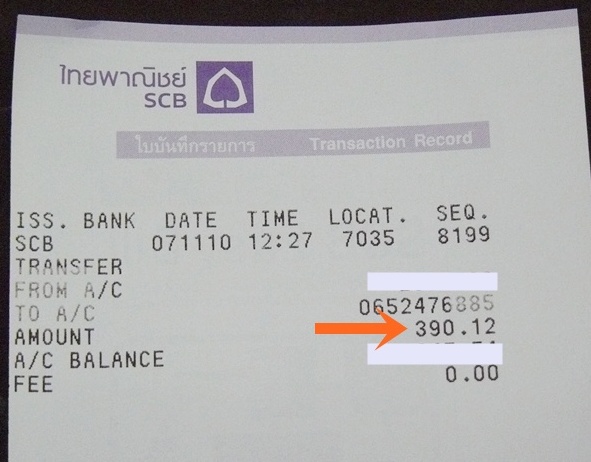 ไทยพาณิชย์
SCB
ใบบันทึกรายการ Transaction Record
ISS. BANK DATE TIME LOCAT. SEQ.
SCB 071110 12:27 7035 8199
TRANSFER
FROM A/C
TO A/C 0652476885
AMOUNT 390.12
A/C BALANCE
FEE 0.00